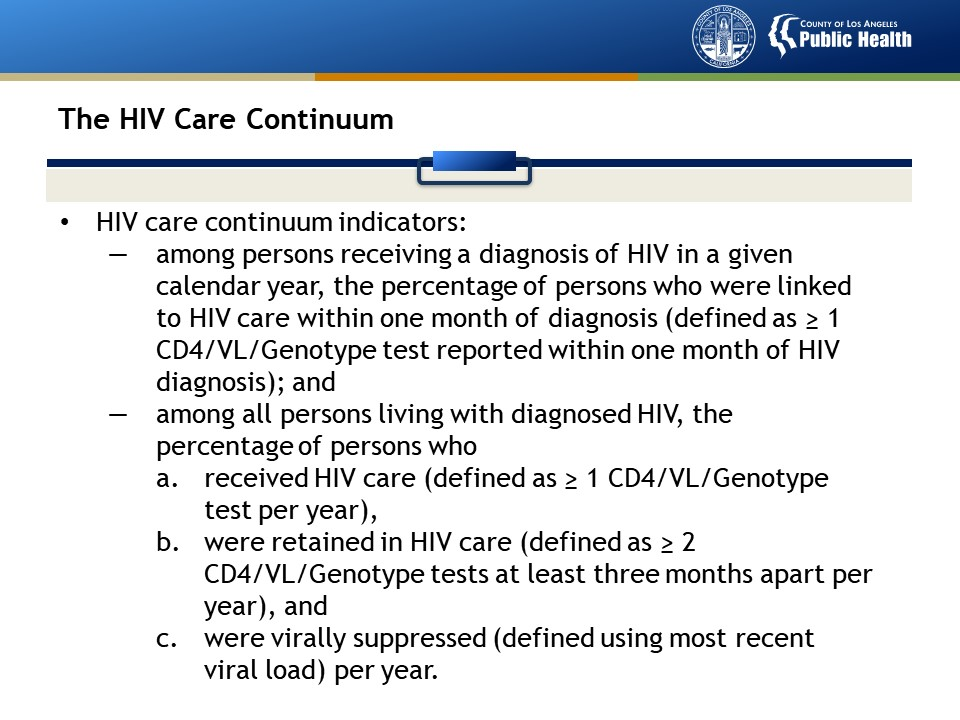 COUNTY OF LOS ANGELES
Public Health
The HIV Care Continuum
• HIV care continuum indicators:
— among persons receiving a diagnosis of HIV in a given
calendar year, the percentage of persons who were linked
to HIV care within one month of diagnosis (defined as ≥ 1
CD4/VL/Genotype test reported within one month of HIV
diagnosis); and
— among all persons living with diagnosed HIV, the
percentage of persons who
a. received HIV care (defined as ≥ 1 CD4/VL/Genotype
test per year),
b. were retained in HIV care (defined as ≥ 2
CD4/VL/Genotype tests at least three months apart per
year), and
c. were virally suppressed (defined using most recent
viral load) per year.